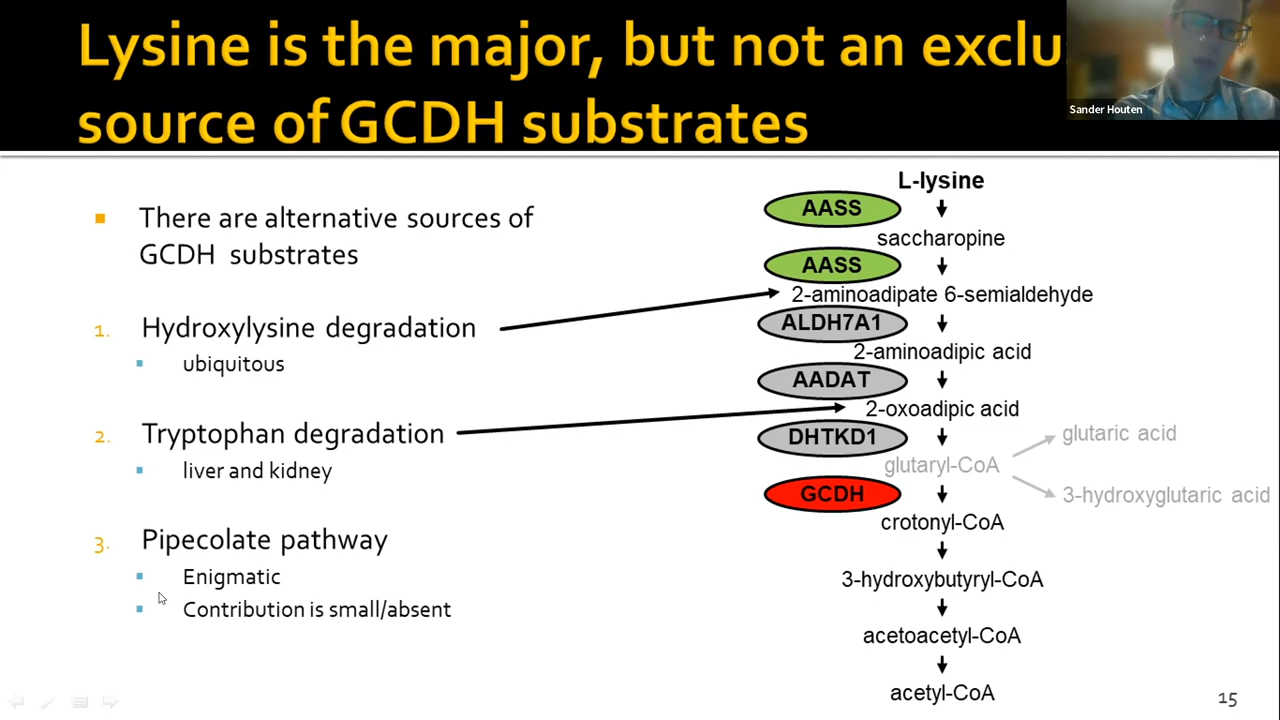 Lysine is the major, but not an
source of GCDH substrates
Sander Houten
There are alternative sources of
GCDH substrates
1. Hydroxylysine degradation
ubiquitous
2. Tryptophan degradation
liver and kidney
3. Pipecolate pathway
Enigmatic
Contribution is small/absent
L-lysine
AASS
saccharopine
AASS
2-aminoadipate 6-semialdehyde
ALDH7A1
2-aminoadipic acid
AADAT
2-oxoadipic acid
DHTKD1
glutaric acid
glutaryl-CoA
GCDH
3-hydroxyglutaric acid
crotonyl-CoA
3-hydroxybutyryl-CoA
acetoacetyl-CoA
acetyl-CoA
15